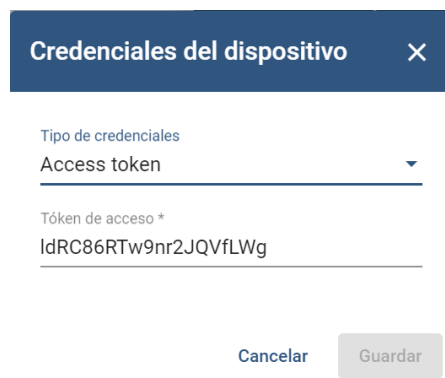 Credenciales del dispositivo
Tipo de credenciales
Access token
Tóken de acceso *
ldRC86RTw9nr2JQVfLWg
Cancelar
Guardar